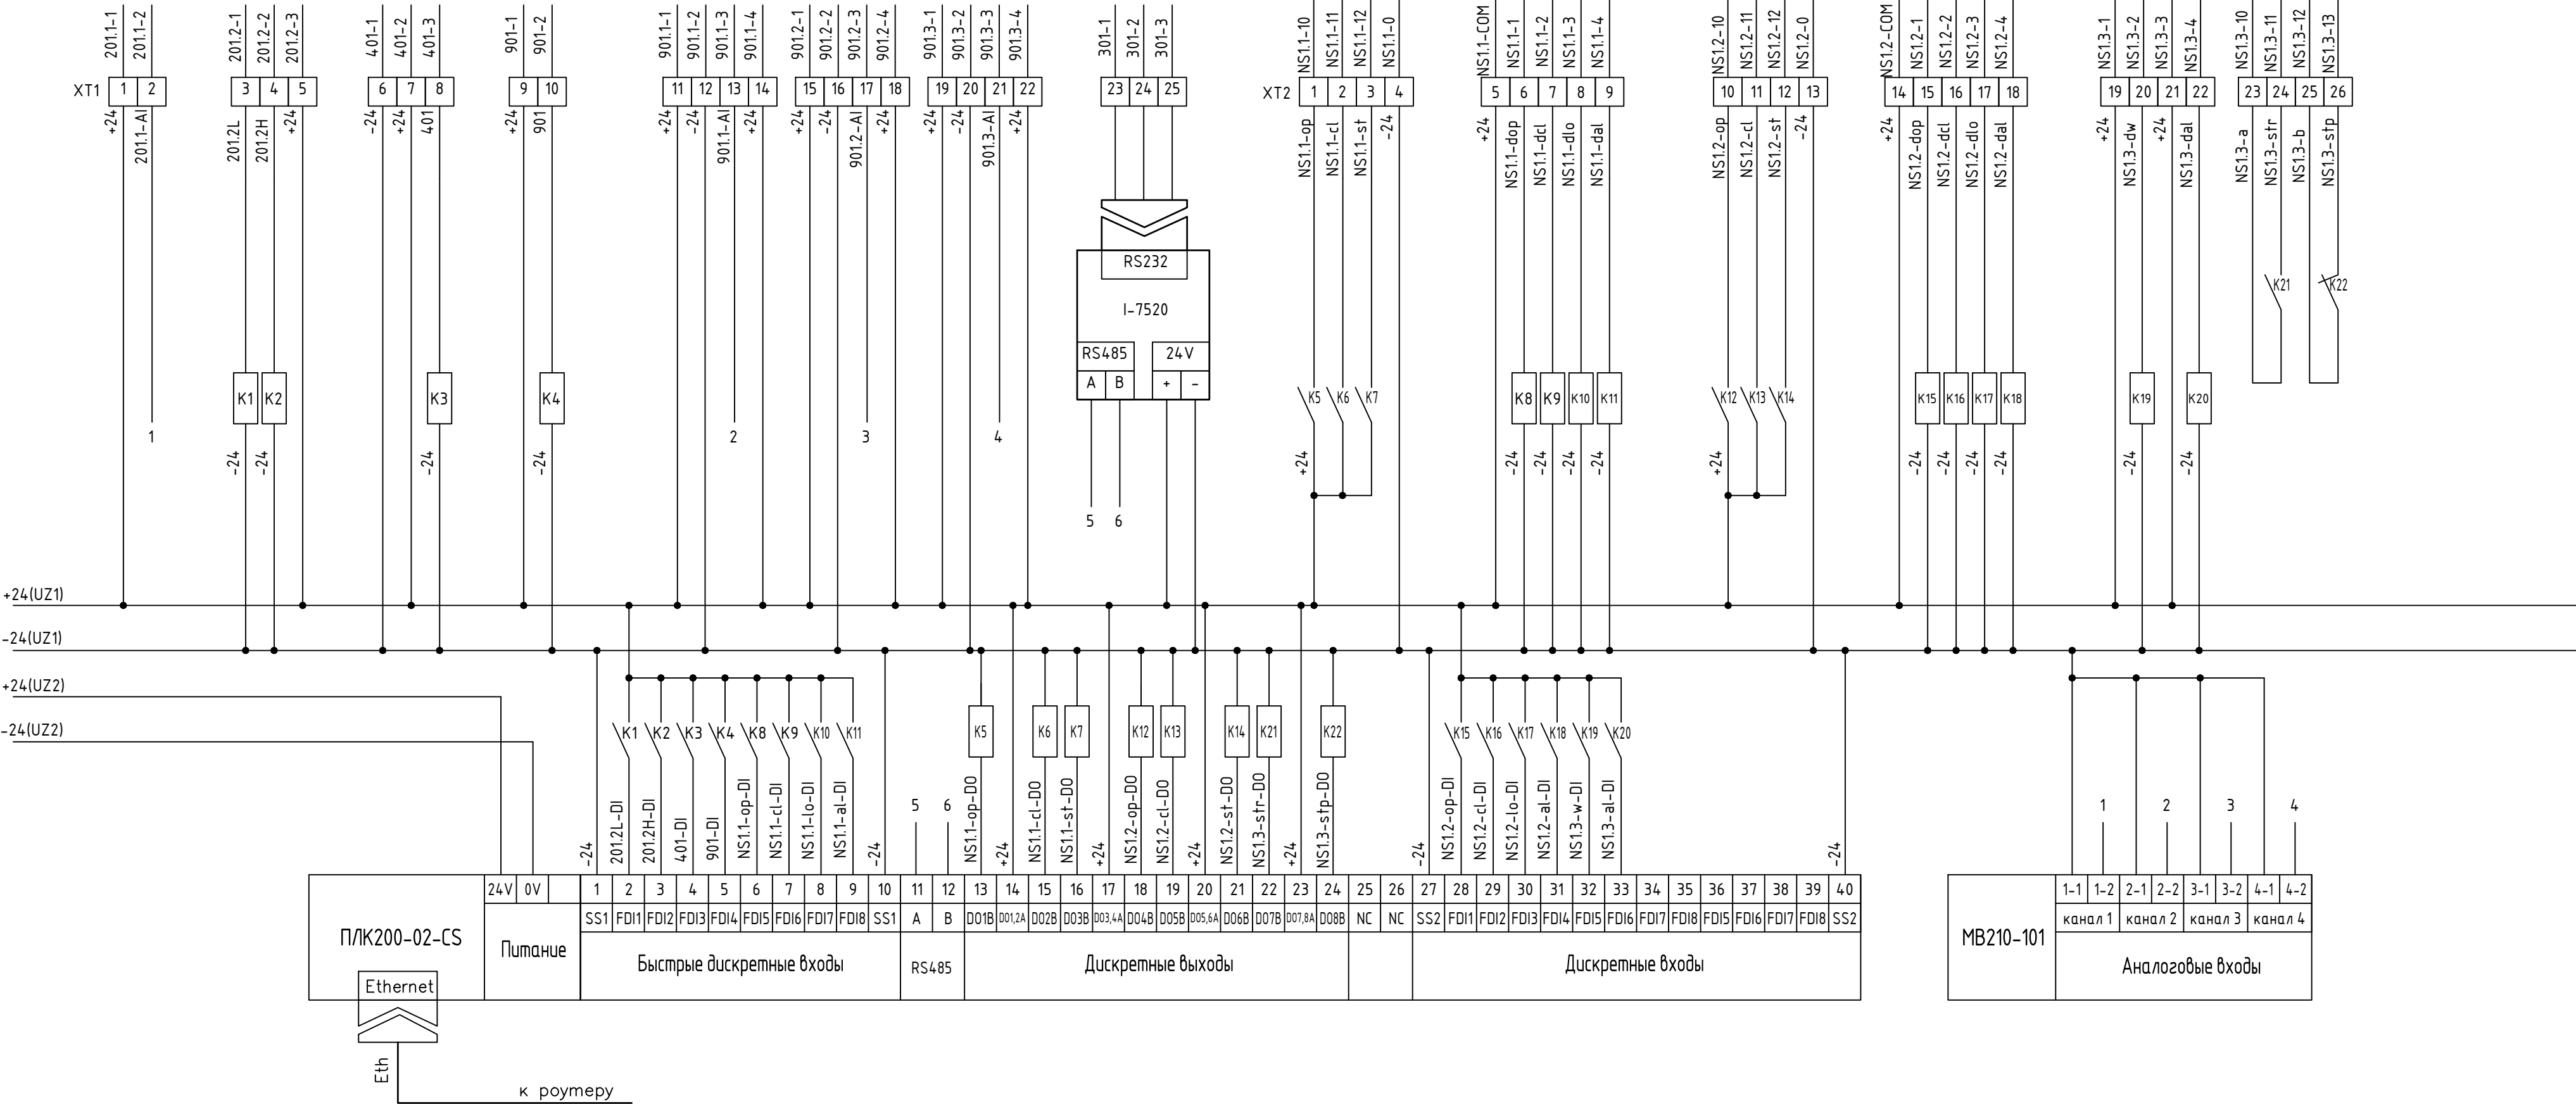 201.1-1 201.1-2 201.2-1 201.2-2 201.2-3 401-1 401-2 401-3 901-1 901-2 901.1-1 901.1-2 901.1-3 901.1-4 901.2-1 901.2-2 901.2-3 901.2-4 901.3-1 901.3-2 901.3-3 901.3-4 301-1 301-2 301-3 NS1.1-10 NS1.1-11 NS1.1-12 NS1.1-0 NS1.1-COM NS1.1-1 NS1.1-2 NS1.1-3 NS1.1-4 NS1.2-10 NS1.2-11 NS1.2-12 NS1.2-0 NS1.2-COM NS1.2-1 NS1.2-2 NS1.2-3 NS1.2-4 NS1.3-1 NS1.3-2 NS1.3-3 NS1.3-4 NS1.3-10 NS1.3-11 NS1.3-12 NS1.3-13
XT1 1 2 3 4 5 6 7 8 9 10 11 12 13 14 15 16 17 18 19 20 21 22 23 24 25 XT2 1 2 3 4 5 6 7 8 9 10 11 12 13 14 15 16 17 18 19 20 21 22 23 24 25 26
+24 201.1-AI 201.2L 201.2H +24 -24 +24 401 +24 901 +24 -24 901.1-AI +24 +24 -24 901.2-AI +24 +24 -24 901.3-AI +24 NS1.1-op NS1.1-cl NS1.1-st -24 +24 NS1.1-dop NS1.1-dcl NS1.1-dlo NS1.1-dal NS1.2-op NS1.2-cl NS1.2-st -24 +24 NS1.2-dop NS1.2-dcl NS1.2-dlo NS1.2-dal +24 NS1.3-dw +24 NS1.3-dal NS1.3-a NS1.3-str NS1.3-b NS1.3-stp
RS232
K21 K22
I-7520
RS485 24V
A B + -
K1 K2 K3 K4 K5 K6 K7 K8 K9 K10 K11 K12 K13 K14 K15 K16 K17 K18 K19 K20
1 2 3 4
-24 -24 -24 -24 +24 -24 -24 -24 -24 +24 -24 -24 -24 -24 -24 -24
5 6
+24(UZ1)
-24(UZ1)
+24(UZ2)
-24(UZ2)
K1 K2 K3 K4 K8 K9 K10 K11 K5 K6 K7 K12 K13 K14 K21 K22 K15 K16 K17 K18 K19 K20
5 6 1 2 3 4
-24 201.2L-DI 201.2H-DI 401-DI 901-DI NS1.1-op-DI NS1.1-cl-DI NS1.1-lo-DI NS1.1-al-DI -24 NS1.1-op-DO +24 NS1.1-cl-DO NS1.1-st-DO +24 NS1.2-op-DO NS1.2-cl-DO +24 NS1.2-st-DO NS1.3-str-DO +24 NS1.3-stp-DO -24 NS1.2-op-DI NS1.2-cl-DI NS1.2-lo-DI NS1.2-al-DI NS1.3-w-DI NS1.3-al-DI -24
24V 0V 1 2 3 4 5 6 7 8 9 10 11 12 13 14 15 16 17 18 19 20 21 22 23 24 25 26 27 28 29 30 31 32 33 34 35 36 37 38 39 40 1-1 1-2 2-1 2-2 3-1 3-2 4-1 4-2
SS1 FDI1 FDI2 FDI3 FDI4 FDI5 FDI6 FDI7 FDI8 SS1 A B DO1B DO1,2A DO2B DO3B DO3,4A DO4B DO5B DO5,6A DO6B DO7B DO7,8A DO8B NC NC SS2 FDI1 FDI2 FDI3 FDI4 FDI5 FDI6 FDI7 FDI8 FDI5 FDI6 FDI7 FDI8 SS2 канал 1 канал 2 канал 3 канал 4
ПЛК200-02-CS Питание Быстрые дискретные входы RS485 Дискретные выходы Дискретные входы МВ210-101 Аналоговые входы
Ethernet
Eth
к роутеру